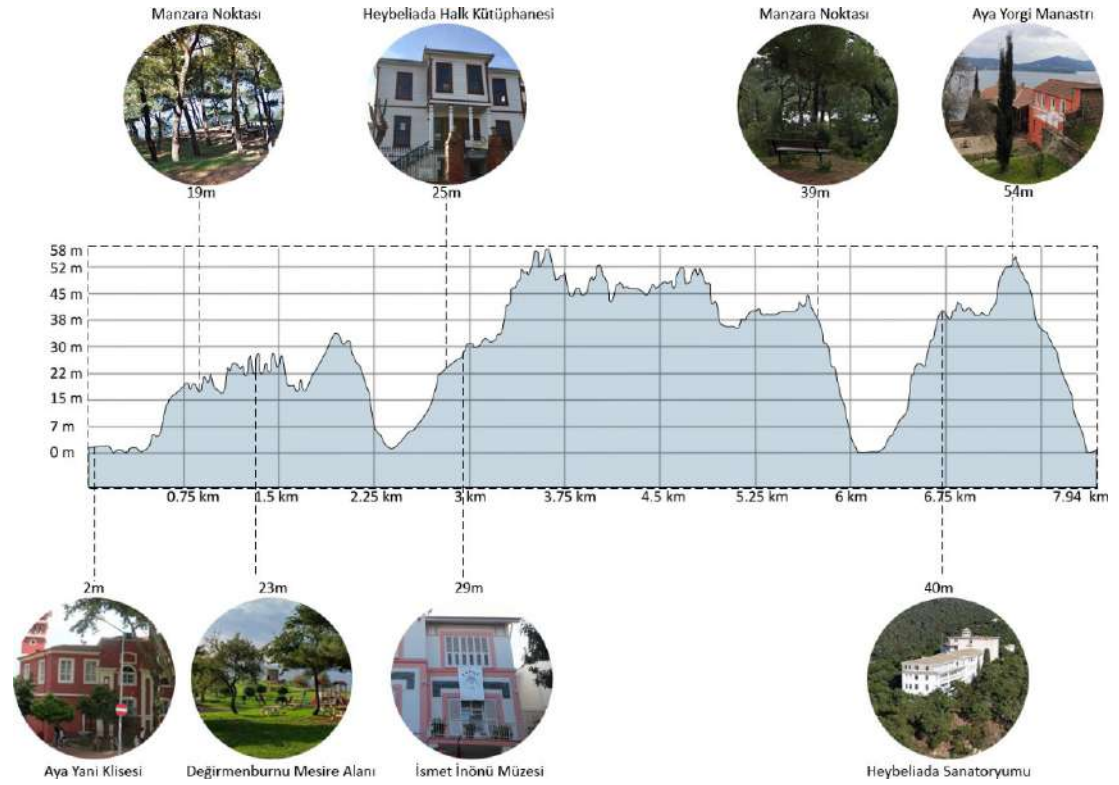 Manzara Noktası
Heybeliada Halk Kütüphanesi
Manzara Noktası
Aya Yorgi Manastrı
19m
25m
39m
54m
58 m
52 m
45 m
38 m
30 m
22 m
15 m
7 m
0 m
0.75 km
1.5 km
2.25 km
3 km
3.75 km
4.5 km
5.25 km
6 km
6.75 km
7.94 km
2m
23m
29m
40m
Aya Yani Klisesi
Değirmenburnu Mesire Alanı
İsmet İnönü Müzesi
Heybeliada Sanatoryumu